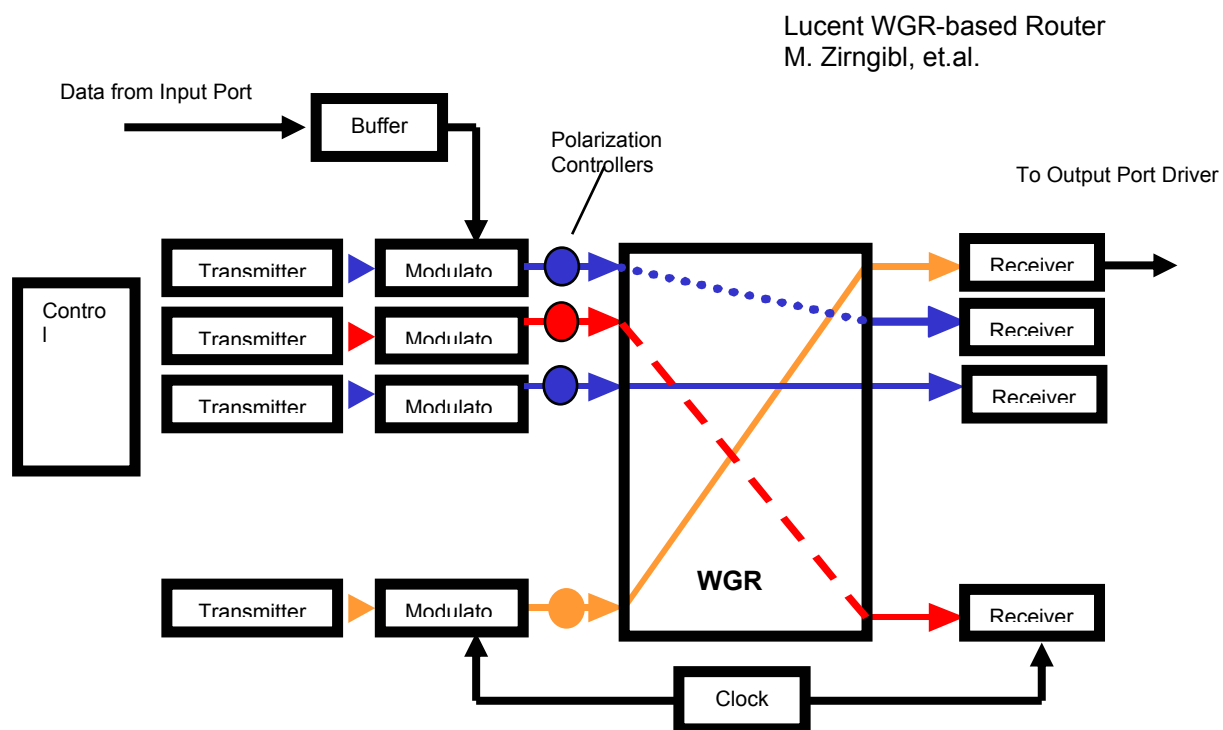 Lucent WGR-based Router
M. Zirngibl, et.al.
Data from Input Port
Buffer
Polarization
Controllers
To Output Port Driver
Transmitter
Modulato
Receiver
Contro
l
Transmitter
Modulato
Receiver
Transmitter
Modulato
Receiver
WGR
Transmitter
Modulato
Receiver
Clock